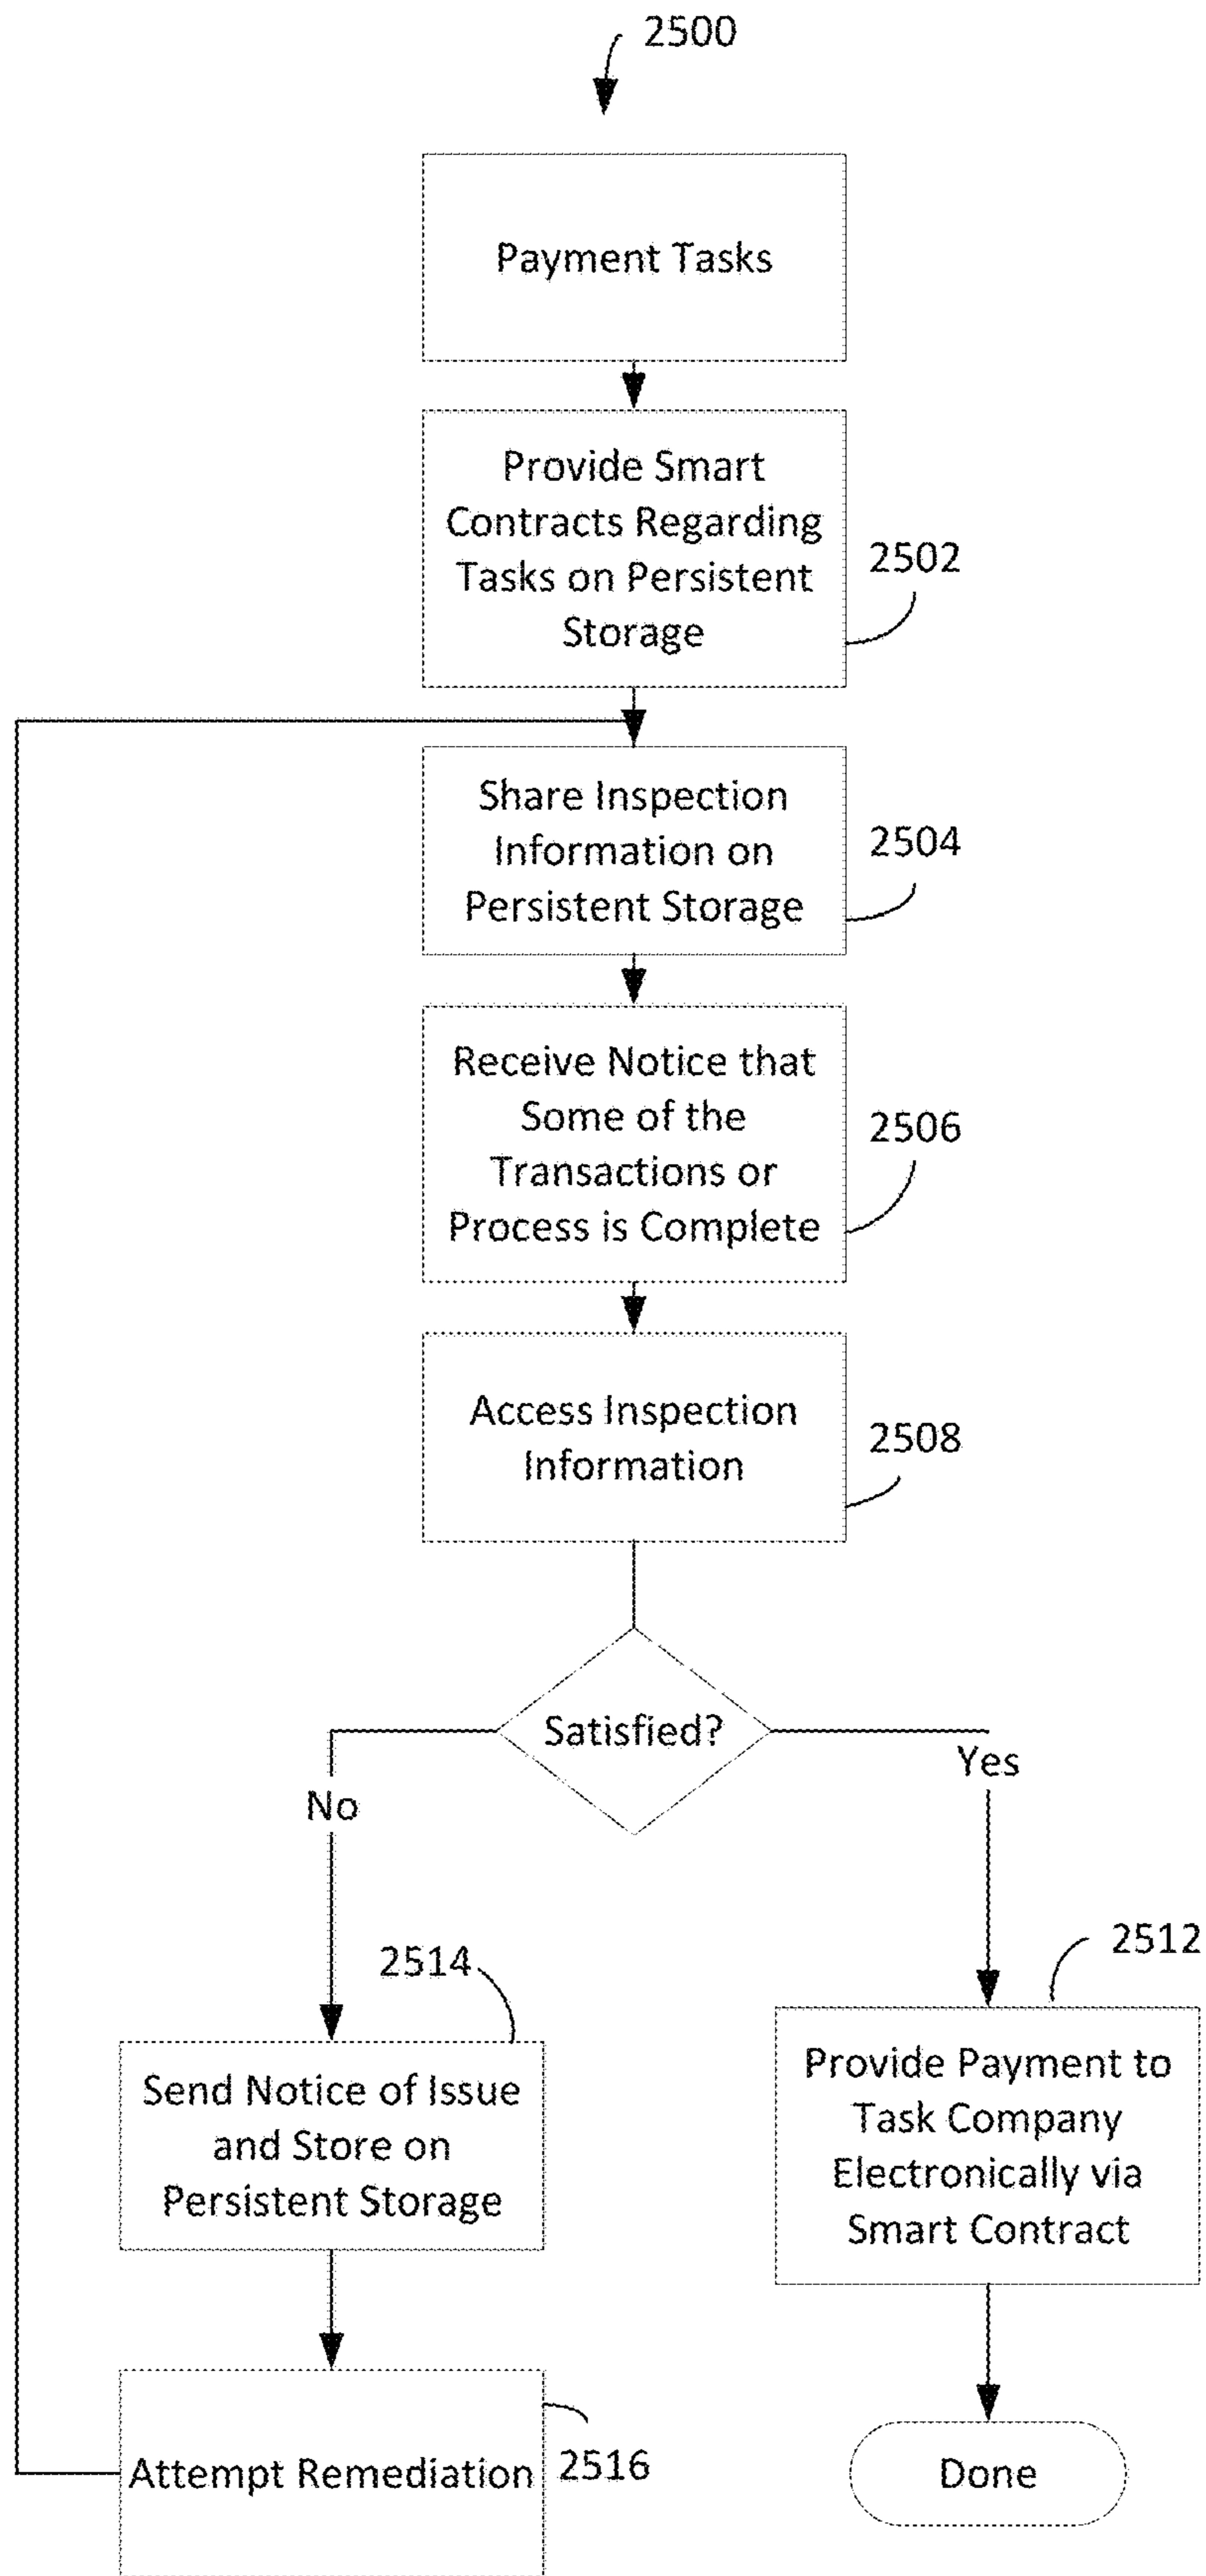 2500
Payment Tasks
Provide Smart
Contracts Regarding
Tasks on Persistent
Storage
2502
Share Inspection
Information on
Persistent Storage
2504
Receive Notice that
Some of the
Transactions or
Process is Complete
2506
Access Inspection
Information
2508
Satisfied?
No
Yes
2514
Send Notice of Issue
and Store on
Persistent Storage
2512
Provide Payment to
Task Company
Electronically via
Smart Contract
Attempt Remediation
2516
Done